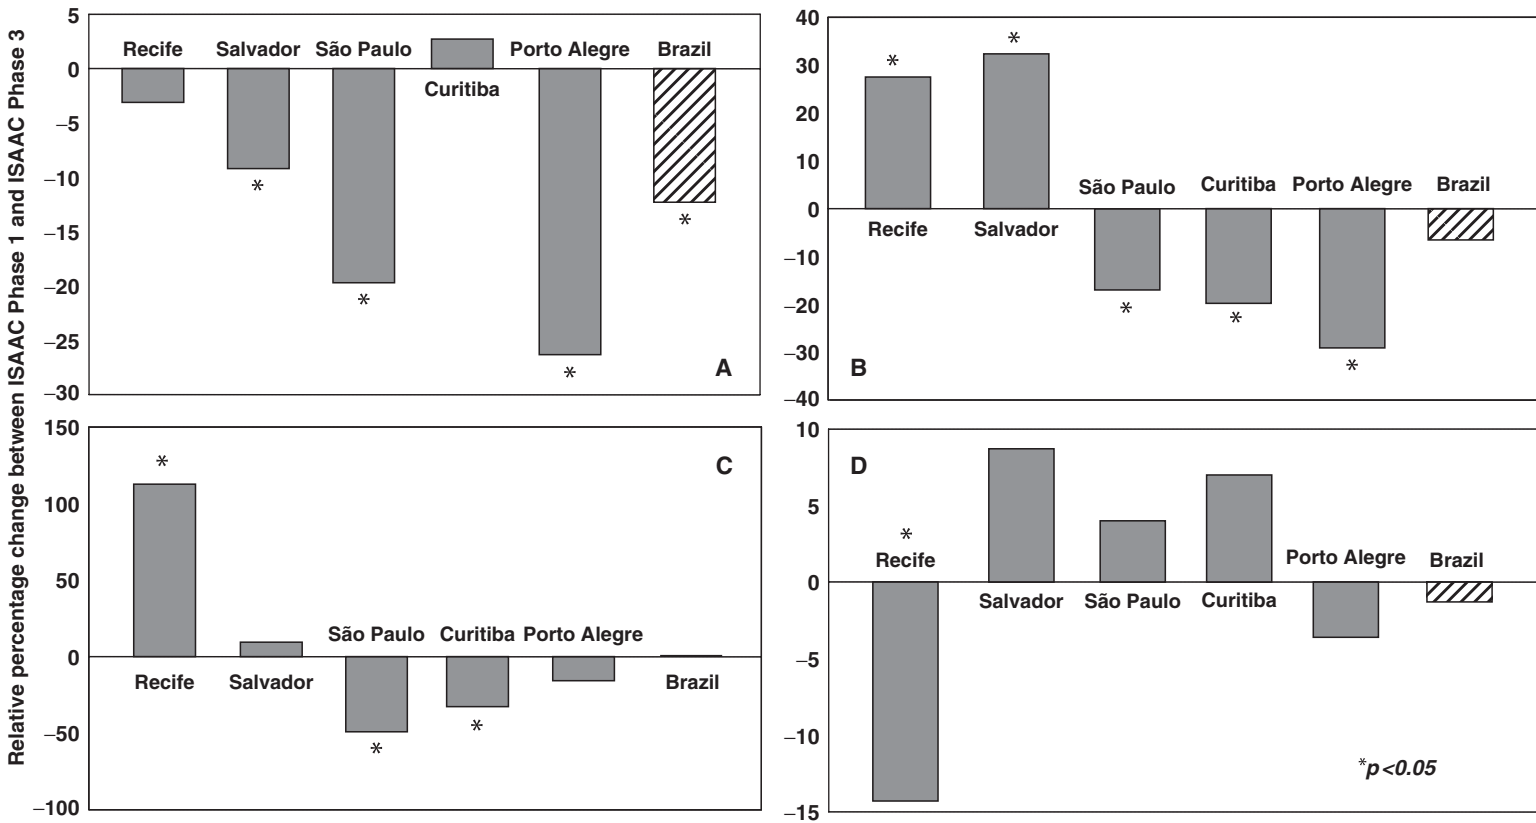 Relative percentage change between ISAAC Phase 1 and ISAAC Phase 3
5
0
−5
−10
−15
−20
−25
−30
Recife
Salvador
São Paulo
Curitiba
Porto Alegre
Brazil
*
*
*
*
A
40
30
20
10
0
−10
−20
−30
−40
*
*
São Paulo
Curitiba
Porto Alegre
Brazil
Recife
Salvador
*
*
*
B
150
100
50
0
−50
−100
*
C
São Paulo
Curitiba
Porto Alegre
Recife
Salvador
Brazil
*
*
10
5
0
−5
−10
−15
D
*
Recife
Porto Alegre
Brazil
Salvador
São Paulo
Curitiba
*p<0.05